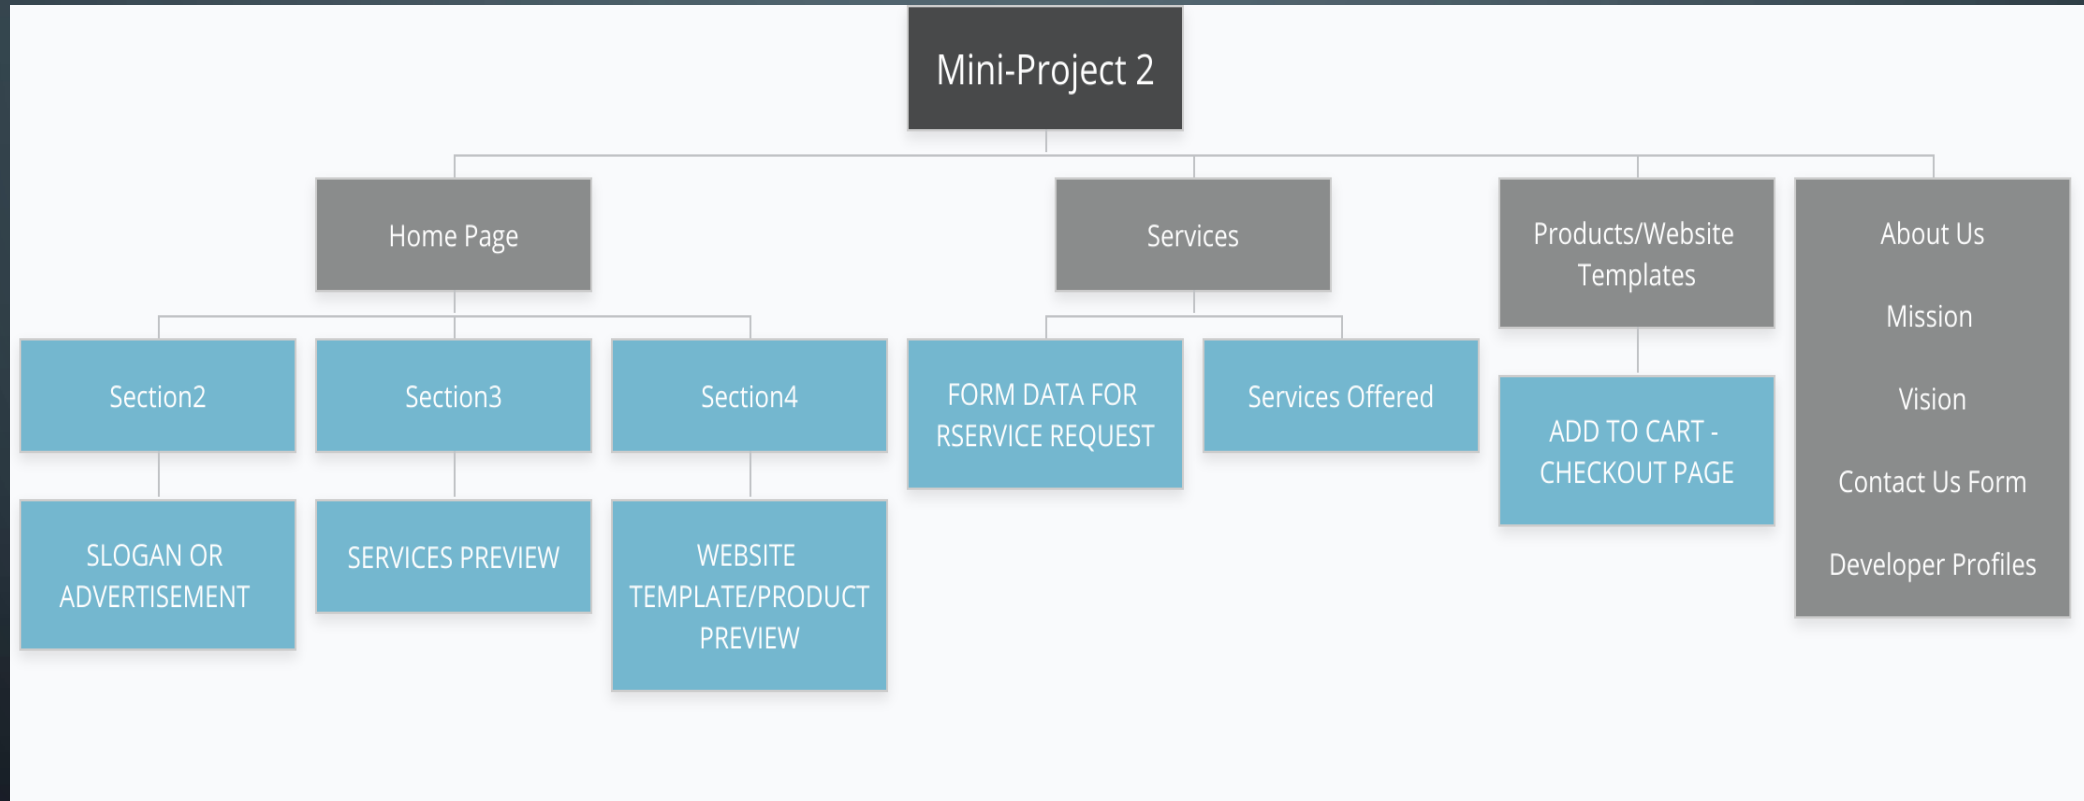 Mini-Project 2
Home Page
Services
Products/Website
Templates
About Us
Mission
Vision
Contact Us Form
Developer Profiles
Section2
Section3
Section4
FORM DATA FOR
RSERVICE REQUEST
Services Offered
ADD TO CART -
CHECKOUT PAGE
SLOGAN OR
ADVERTISEMENT
SERVICES PREVIEW
WEBSITE
TEMPLATE/PRODUCT
PREVIEW